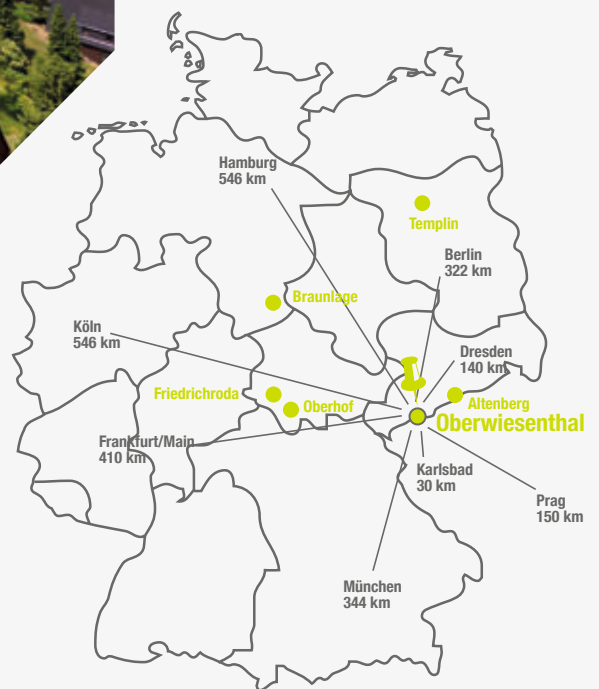 Hamburg
546 km
Templin
Berlin
322 km
Braunlage
Köln
546 km
Dresden
140 km
Friedrichroda
Oberhof
Altenberg
Oberwiesenthal
Frankfurt/Main
410 km
Karlsbad
30 km
Prag
150 km
München
344 km